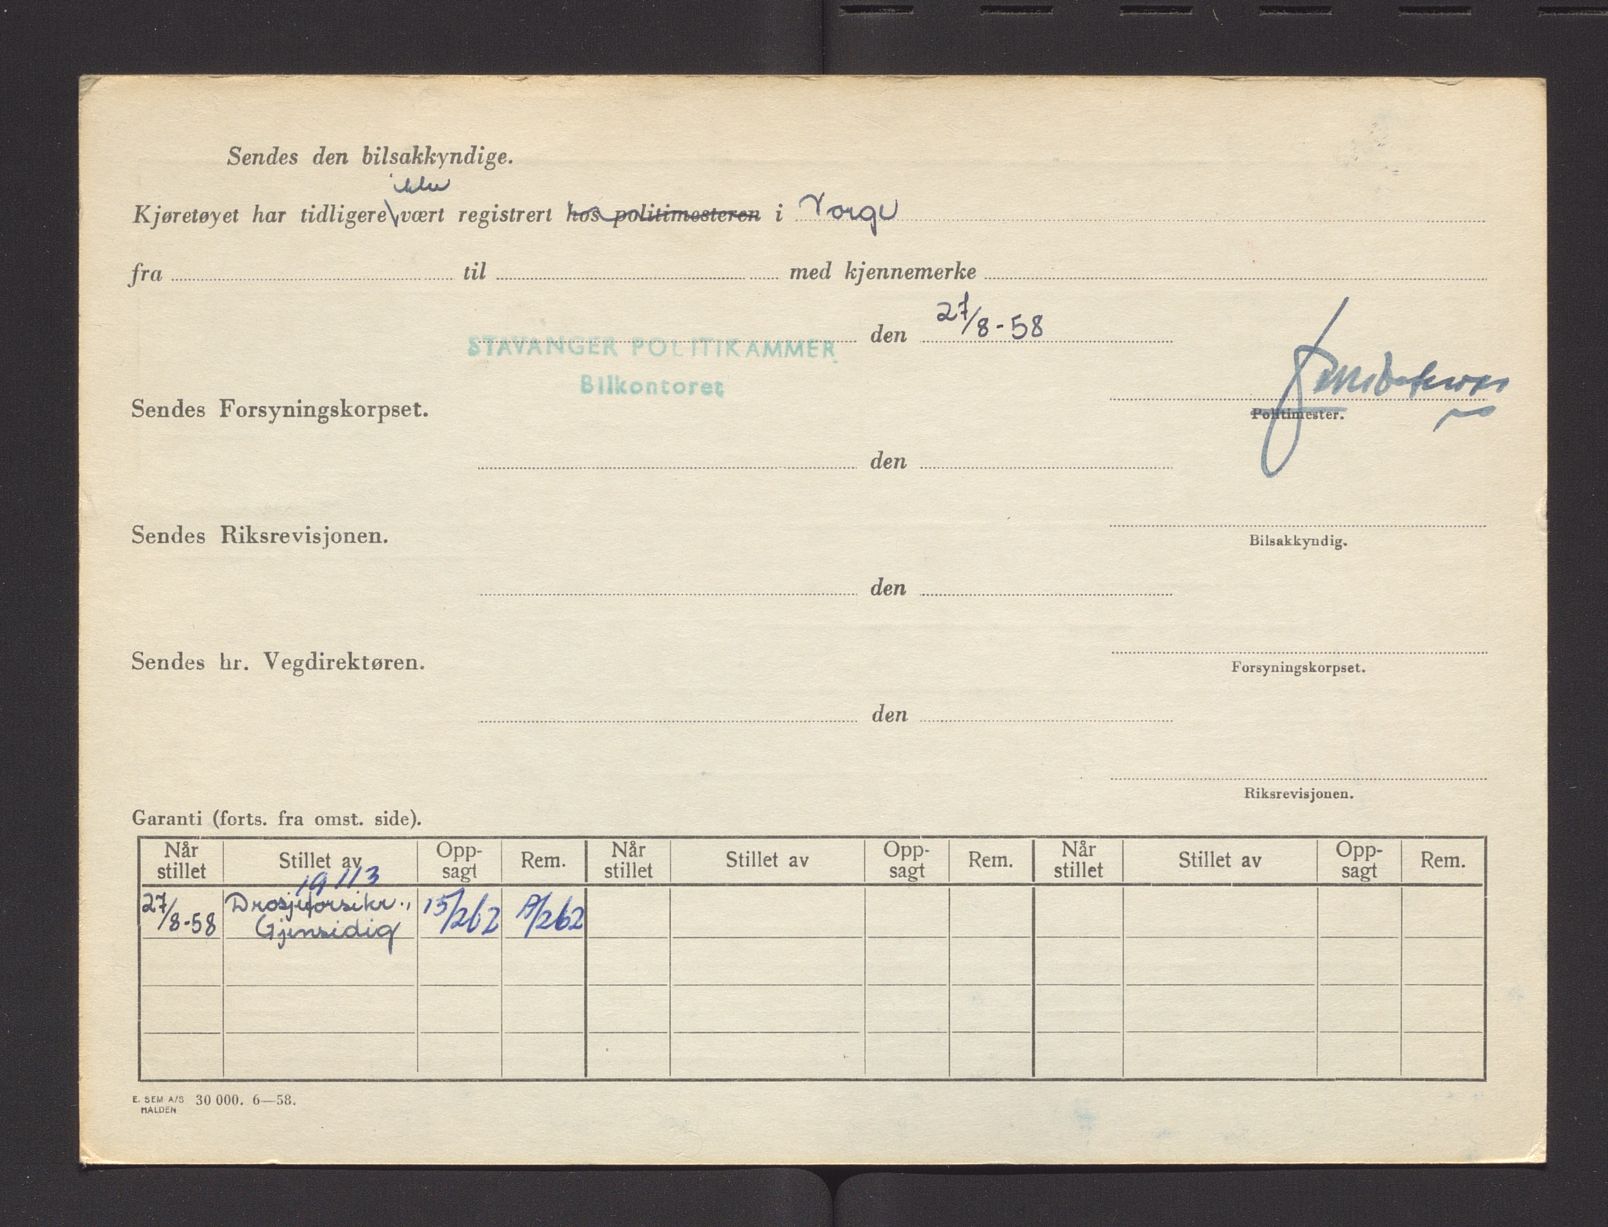 Sendes den bilsakkyndige.
ikke
Kjøretøyet har tidligere vært registrert hos politimesteren i Norge
fra til med kjennemerke
den 27/8-58
STAVANGER POLITIKAMMER
Bilkontoret
Sendes Forsyningskorpset.
Politimester.
den
Sendes Riksrevisjonen.
Bilsakkyndig.
den
Sendes hr. Vegdirektøren.
Forsyningskorpset.
den
Riksrevisjonen.
Garanti (forts. fra omst. side).
Når stillet Stillet av Opp-sagt Rem. Når stillet Stillet av Opp-sagt Rem. Når stillet Stillet av Opp-sagt Rem.
19113
27/8-58 Drosjeforsikr., 15/262 19/262
Gjensidig
E. SEM A/S 30 000. 6—58.
HALDEN